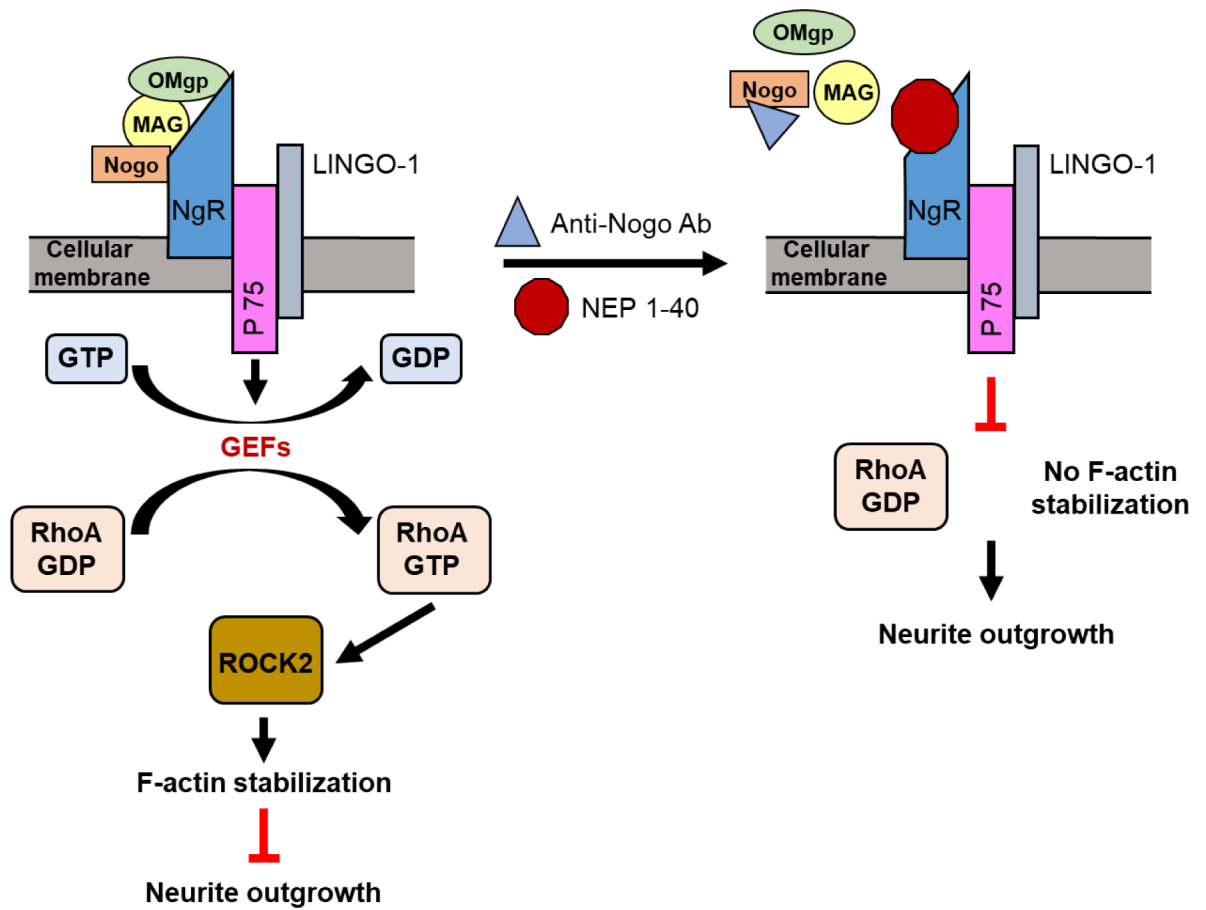 OMgp
MAG
Nogo
NgR
LINGO-1
Cellular
membrane
P 75
GTP
GDP
GEFs
RhoA
GDP
RhoA
GTP
ROCK2
F-actin stabilization
Neurite outgrowth
Anti-Nogo Ab
NEP 1-40
OMgp
Nogo
MAG
NgR
LINGO-1
Cellular
membrane
P 75
RhoA
GDP
No F-actin
stabilization
Neurite outgrowth